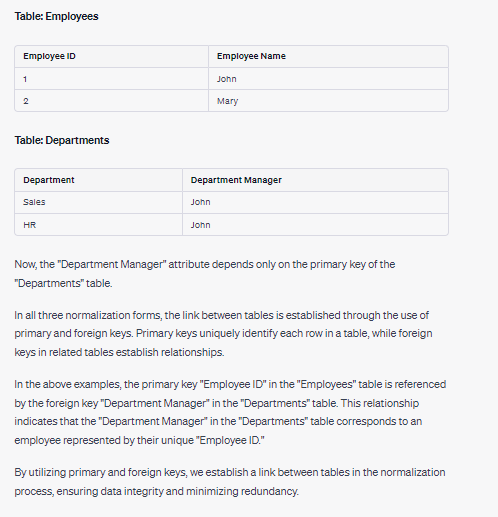 Table: Employees
Employee ID Employee Name
1 John
2 Mary
Table: Departments
Department Department Manager
Sales John
HR John
Now, the "Department Manager" attribute depends only on the primary key of the
"Departments" table.
In all three normalization forms, the link between tables is established through the use of
primary and foreign keys. Primary keys uniquely identify each row in a table, while foreign
keys in related tables establish relationships.
In the above examples, the primary key "Employee ID" in the "Employees" table is referenced
by the foreign key "Department Manager" in the "Departments" table. This relationship
indicates that the "Department Manager" in the "Departments" table corresponds to an
employee represented by their unique "Employee ID."
By utilizing primary and foreign keys, we establish a link between tables in the normalization
process, ensuring data integrity and minimizing redundancy.